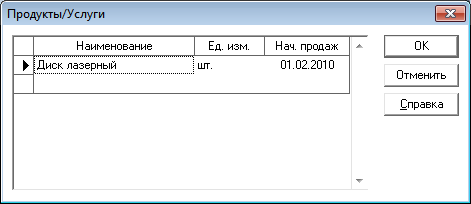 Продукты/Услуги
Наименование Ед. изм. Нач. продаж
Диск лазерный шт. 01.02.2010
OK
Отменить
Справка